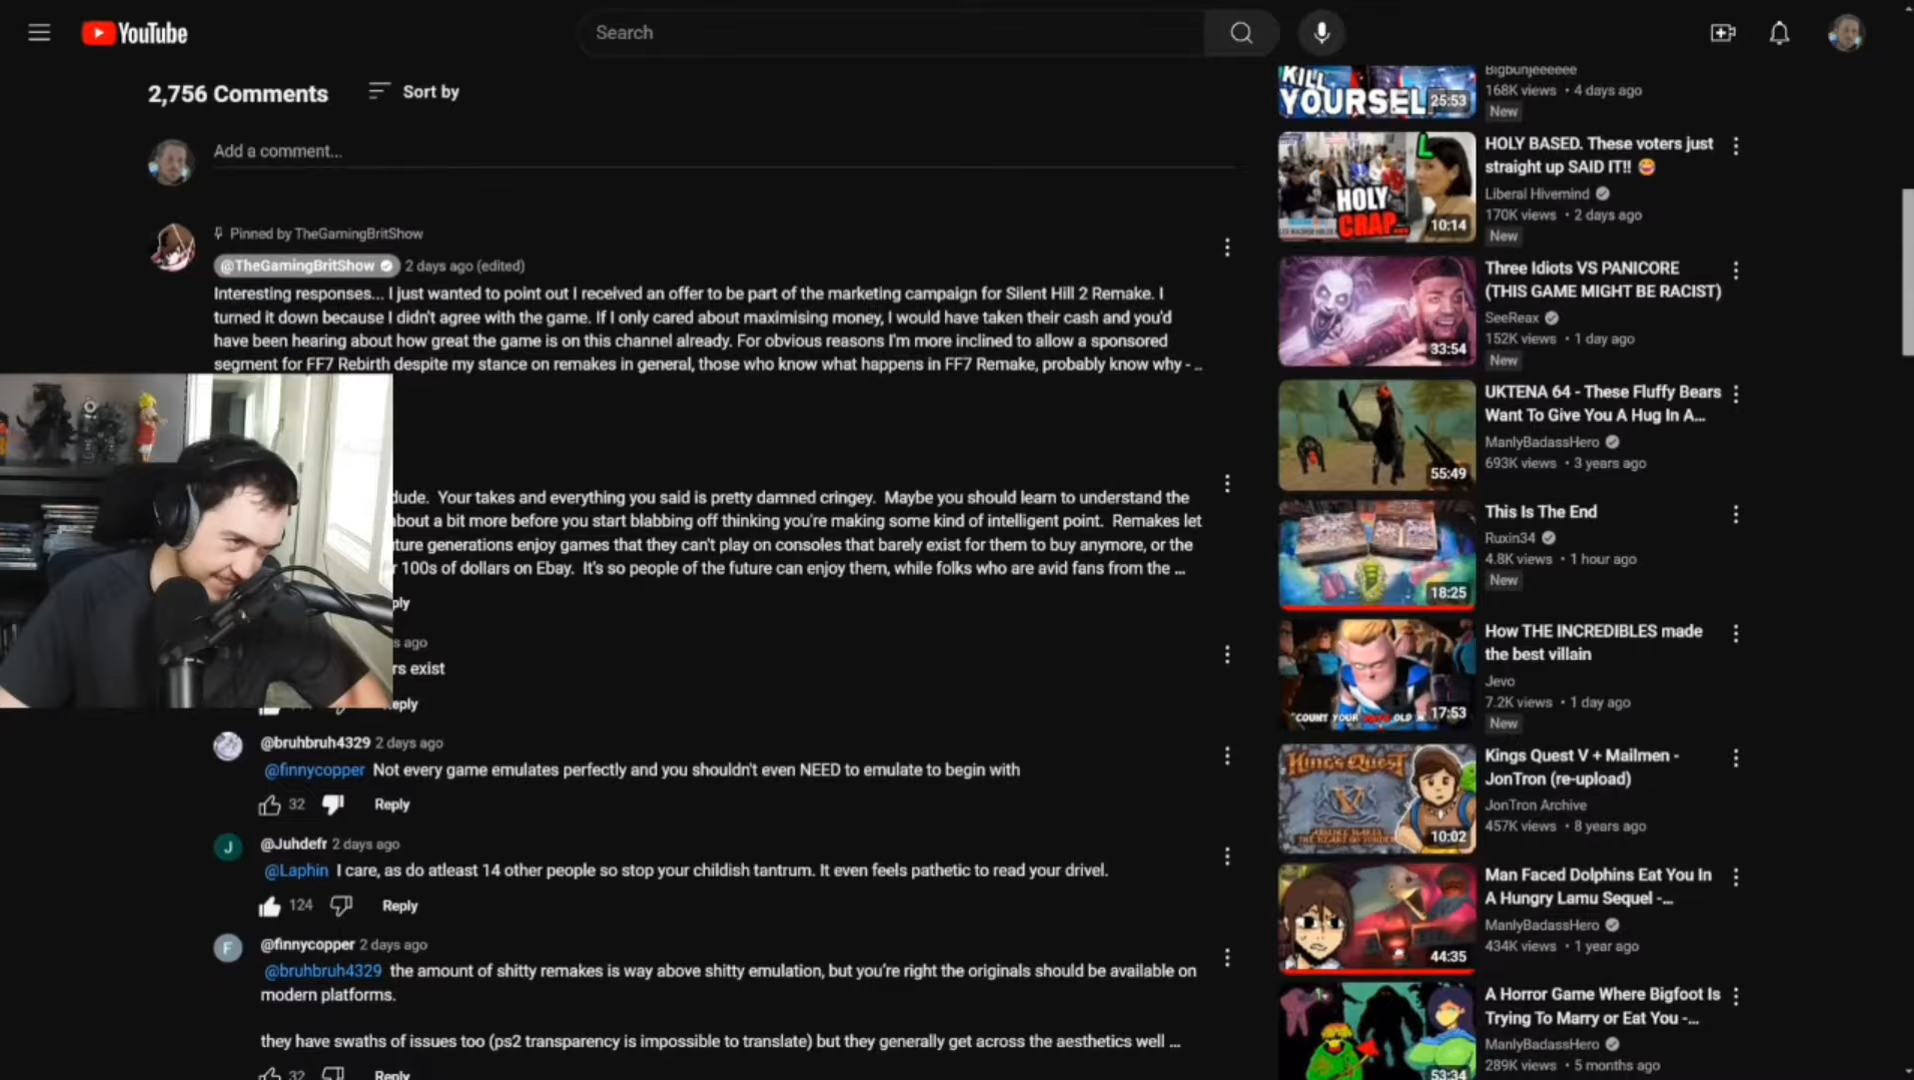 YouTube
Search
2,756 Comments
Sort by
Add a comment...
Pinned by TheGamingBritShow
@TheGamingBritShow 2 days ago (edited)
Interesting responses... I just wanted to point out I received an offer to be part of the marketing campaign for Silent Hill 2 Remake. I
turned it down because I didn't agree with the game. If I only cared about maximising money, I would have taken their cash and you'd
have been hearing about how great the game is on this channel already. For obvious reasons I'm more inclined to allow a sponsored
segment for FF7 Rebirth despite my stance on remakes in general, those who know what happens in FF7 Remake, probably know why - ..
dude. Your takes and everything you said is pretty damned cringey. Maybe you should learn to understand the
about a bit more before you start blabbing off thinking you're making some kind of intelligent point. Remakes let
uture generations enjoy games that they can't play on consoles that barely exist for them to buy anymore, or the
r 100s of dollars on Ebay. It's so people of the future can enjoy them, while folks who are avid fans from the ...
ply
s ago
rs exist
eply
@bruhbruh4329 2 days ago
@finnycopper Not every game emulates perfectly and you shouldn't even NEED to emulate to begin with
32 Reply
J
@Juhdefr 2 days ago
@Laphin I care, as do atleast 14 other people so stop your childish tantrum. It even feels pathetic to read your drivel.
124 Reply
F
@finnycopper 2 days ago
@bruhbruh4329 the amount of shitty remakes is way above shitty emulation, but you're right the originals should be available on
modern platforms.
they have swaths of issues too (ps2 transparency is impossible to translate) but they generally get across the aesthetics well ...
32 Reply
KILL
YOURSEL
25:53
Bigbunjeeeeee
168K views • 4 days ago
New
L
HOLY
CRAP...
10:14
HOLY BASED. These voters just
straight up SAID IT!! 😆
Liberal Hivemind
170K views • 2 days ago
New
33:54
Three Idiots VS PANICORE
(THIS GAME MIGHT BE RACIST)
SeeReax
152K views • 1 day ago
New
55:49
UKTENA 64 - These Fluffy Bears
Want To Give You A Hug In A...
ManlyBadassHero
693K views • 3 years ago
18:25
This Is The End
Ruxin34
4.8K views • 1 hour ago
New
"COUNT YOUR DAYS OLD
17:53
How THE INCREDIBLES made
the best villain
Jevo
7.2K views • 1 day ago
New
KING'S QUEST
V
10:02
Kings Quest V + Mailmen -
JonTron (re-upload)
JonTron Archive
457K views • 8 years ago
44:35
Man Faced Dolphins Eat You In
A Hungry Lamu Sequel -...
ManlyBadassHero
434K views • 1 year ago
53:34
A Horror Game Where Bigfoot Is
Trying To Marry or Eat You -...
ManlyBadassHero
289K views • 5 months ago